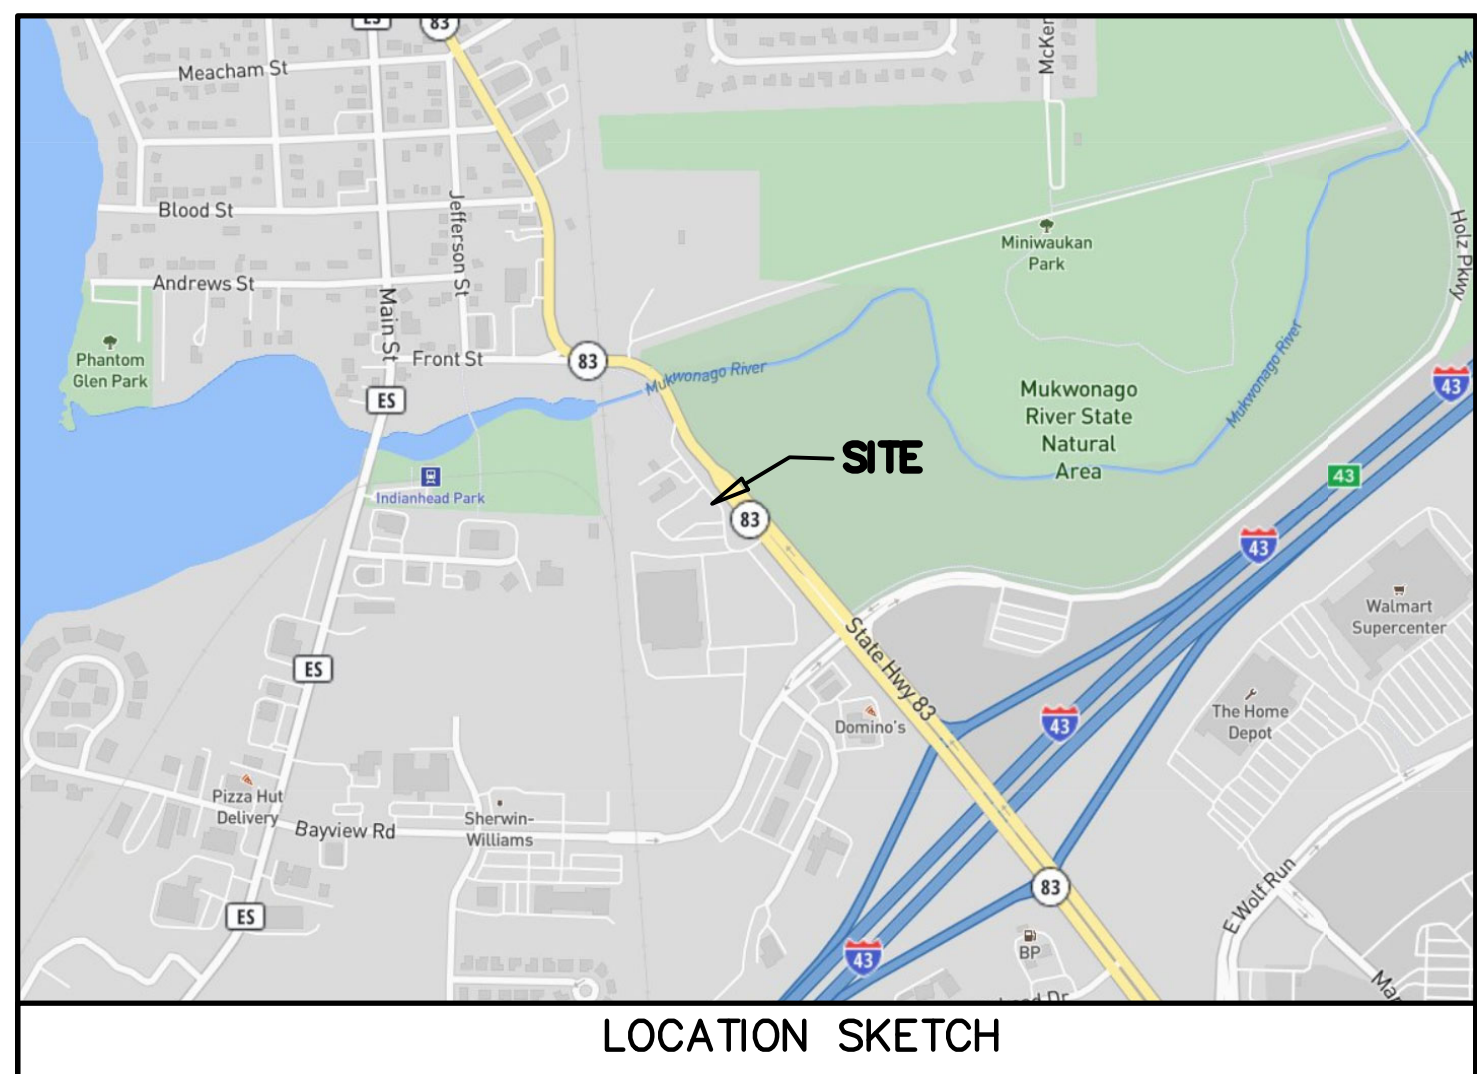 ES
83
Meacham St
McKer
Blood St
Jefferson St
Holz Pkwy
Miniwaukan
Park
Andrews St
Main St
Phantom
Glen Park
Front St
83
Mukwonago River
Mukwonago River
43
ES
Mukwonago
River State
Natural
Area
SITE
43
Indianhead Park
83
43
Walmart
Supercenter
State Hwy 83
ES
The Home
Depot
43
Domino's
Pizza Hut
Delivery
Bayview Rd
Sherwin-
Williams
83
E Wolf Run
ES
BP
43
LOCATION SKETCH